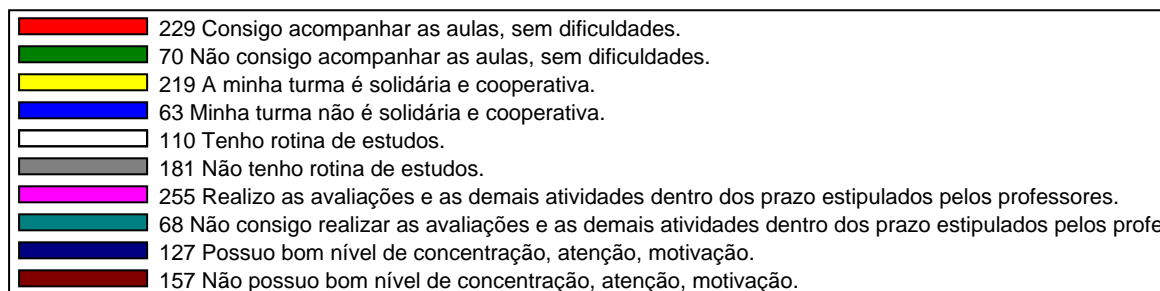 229 Consigo acompanhar as aulas, sem dificuldades.
70 Não consigo acompanhar as aulas, sem dificuldades.
219 A minha turma é solidária e cooperativa.
63 Minha turma não é solidária e cooperativa.
110 Tenho rotina de estudos.
181 Não tenho rotina de estudos.
255 Realizo as avaliações e as demais atividades dentro dos prazo estipulados pelos professores.
68 Não consigo realizar as avaliações e as demais atividades dentro dos prazo estipulados pelos profe
127 Possuo bom nível de concentração, atenção, motivação.
157 Não possuo bom nível de concentração, atenção, motivação.